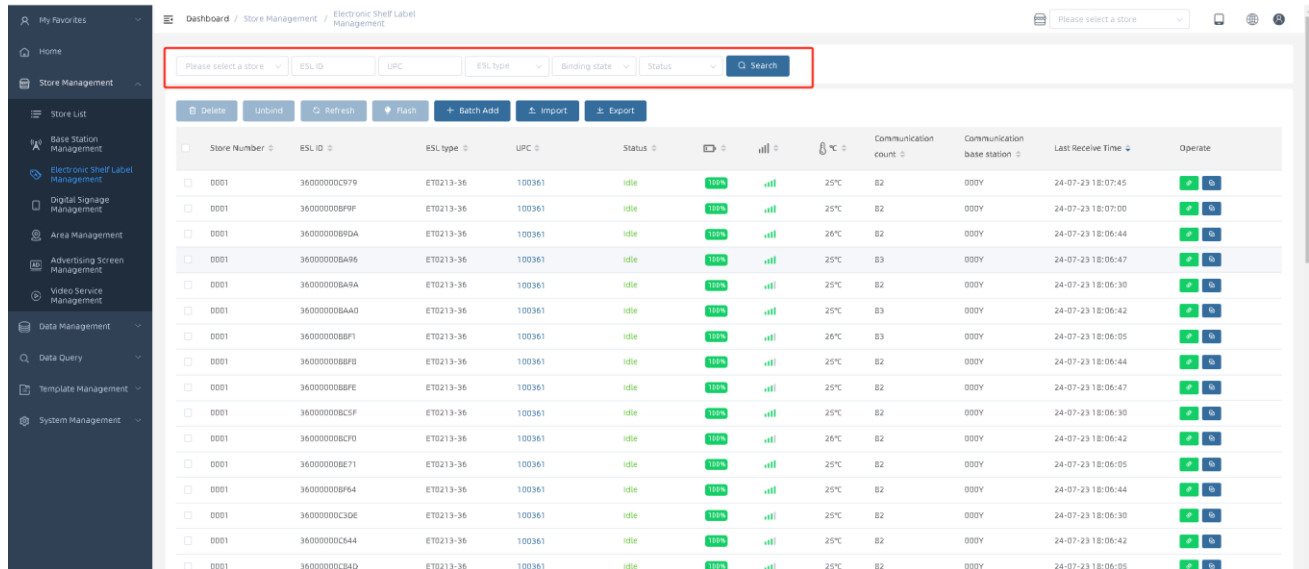 My Favorites
Home
Store Management
Store List
Base Station
Management
Electronic Shelf Label
Management
Digital Signage
Management
Area Management
Advertising Screen
Management
Video Service
Management
Data Management
Data Query
Template Management
System Management
Dashboard / Store Management / Electronic Shelf Label
Management
Please select a store
Please select a store ESL ID UPC ESL type Binding state Status Search
Delete Unbind Refresh Flash + Batch Add Import Export
Store Number ESL ID ESL type UPC Status ℃ Communication
count Communication
base station Last Receive Time Operate
0001 36000000C979 ET0213-36 100361 Idle 100% 25℃ 82 000Y 24-07-23 18:07:45
0001 36000000BF9F ET0213-36 100361 Idle 100% 25℃ 82 000Y 24-07-23 18:07:00
0001 36000000B9DA ET0213-36 100361 Idle 100% 26℃ 82 000Y 24-07-23 18:06:44
0001 36000000BA96 ET0213-36 100361 Idle 100% 25℃ 83 000Y 24-07-23 18:06:47
0001 36000000BA9A ET0213-36 100361 Idle 100% 25℃ 82 000Y 24-07-23 18:06:30
0001 36000000BAA0 ET0213-36 100361 Idle 100% 25℃ 83 000Y 24-07-23 18:06:42
0001 36000000BBF1 ET0213-36 100361 Idle 100% 26℃ 83 000Y 24-07-23 18:06:05
0001 36000000BBFB ET0213-36 100361 Idle 100% 25℃ 82 000Y 24-07-23 18:06:44
0001 36000000BBFE ET0213-36 100361 Idle 100% 25℃ 82 000Y 24-07-23 18:06:47
0001 36000000BC5F ET0213-36 100361 Idle 100% 25℃ 82 000Y 24-07-23 18:06:30
0001 36000000BCF0 ET0213-36 100361 Idle 100% 26℃ 82 000Y 24-07-23 18:06:42
0001 36000000BE71 ET0213-36 100361 Idle 100% 25℃ 82 000Y 24-07-23 18:06:05
0001 36000000BF64 ET0213-36 100361 Idle 100% 25℃ 82 000Y 24-07-23 18:06:44
0001 36000000C3DE ET0213-36 100361 Idle 100% 25℃ 82 000Y 24-07-23 18:06:30
0001 36000000C644 ET0213-36 100361 Idle 100% 25℃ 82 000Y 24-07-23 18:06:42
0001 36000000CB4D ET0213-36 100361 Idle 100% 25℃ 82 000Y 24-07-23 18:06:05